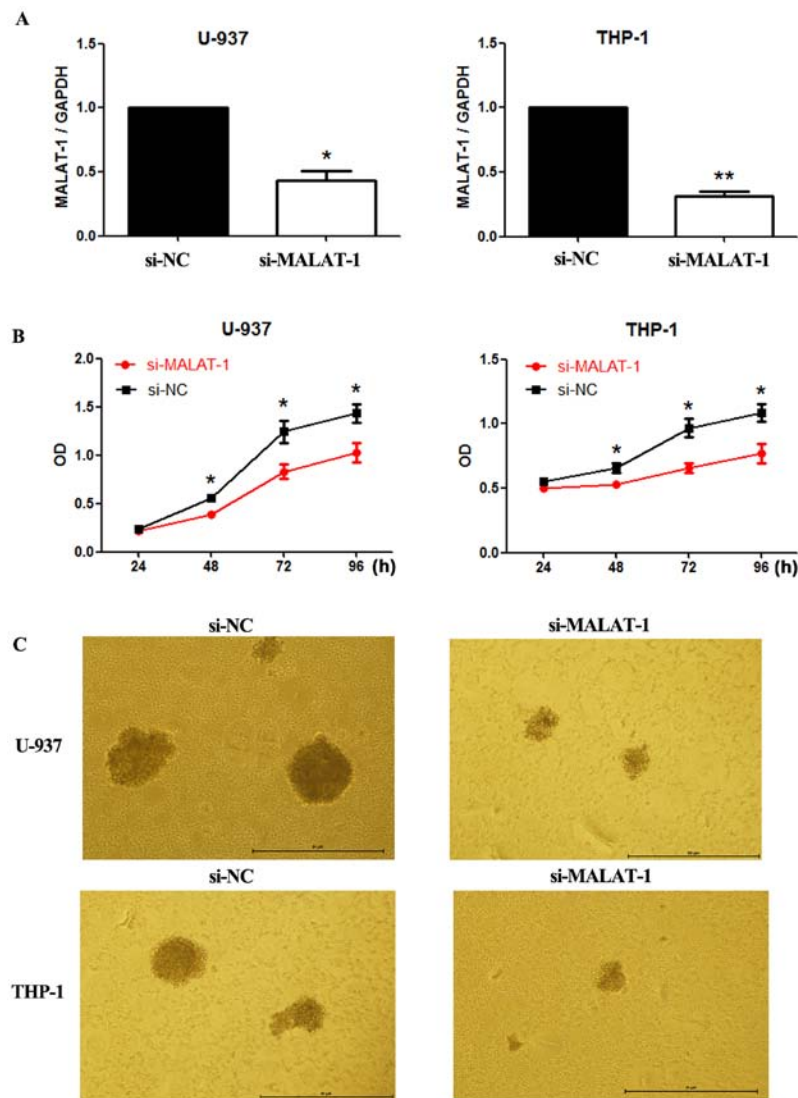 A
U-937
THP-1
MALAT-1 / GAPDH
1.5
1.0
0.5
0.0
*
si-NC
si-MALAT-1
MALAT-1 / GAPDH
1.5
1.0
0.5
0.0
**
si-NC
si-MALAT-1
B
U-937
THP-1
OD
2.0
1.5
1.0
0.5
0.0
si-MALAT-1
si-NC
* * *
24 48 72 96 (h)
OD
1.5
1.0
0.5
0.0
si-MALAT-1
si-NC
* * *
24 48 72 96 (h)
C
si-NC
si-MALAT-1
U-937
si-NC
si-MALAT-1
THP-1